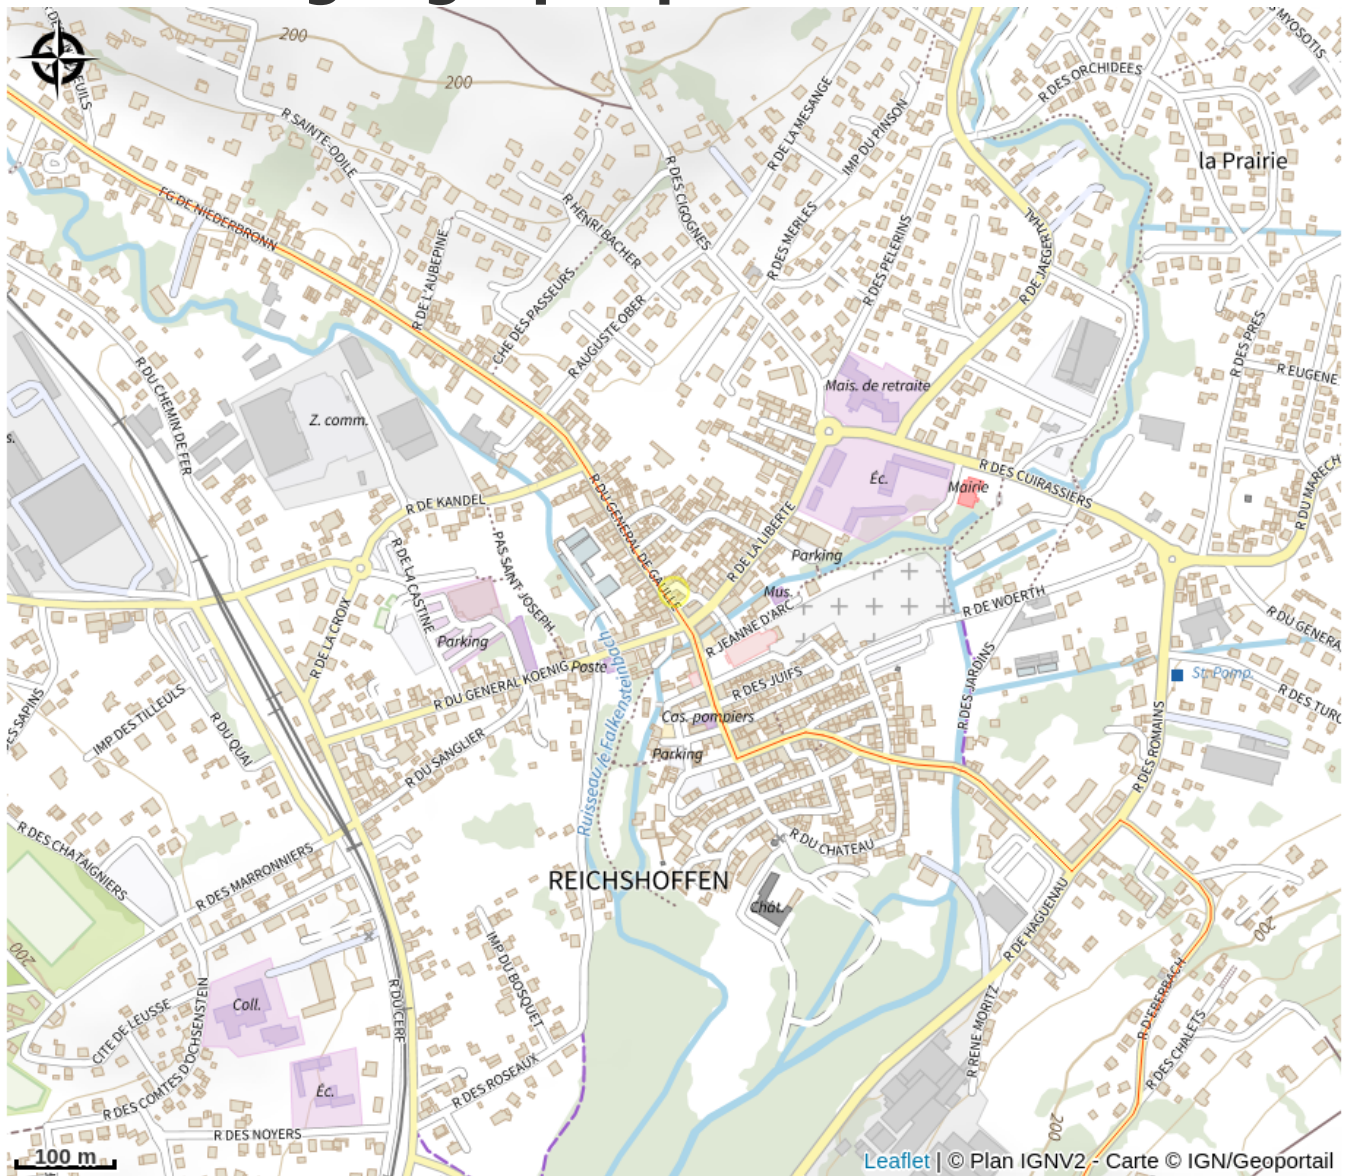 200
200
R DES ORCHIDEES
R SAINTE-ODILE
R DE LA MESANGE
IMP DU PINSON
la Prairie
R DES CIGOGNES
FG DE NIEDERBRONN
R HENRI BACHER
R DES MERLES
R DES PELERINS
R DE JAEGERTHAL
R DE L'AUBEPINE
CHE DES PASSEURS
R AUGUSTE OBER
R DES PRES
R EUGENE
R DU CHEMIN DE FER
Mais. de retraite
Z. comm.
R DU GENERAL DE GAULLE
R DES CUIRASSIERS
Éc.
Mairie
R DU MARECH
R DE KANDEL
R DE LA LIBERTE
PAS SAINT-JOSEPH
R DE LA CASTINE
Parking
Mus.
R DE WOERTH
R DE LA CROIX
Parking
R JEANNE D'ARC
R DU GENERA
Poste
R DU GENERAL KOENIG
R DES JUIFS
R DES JARDINS
St. Pomp.
R DES TURC
ES SAPINS
IMP DES TILLEULS
R DU QUAI
R DU SANGLIER
Ruisseau le Falkensteinbach
Cas. pompiers
Parking
R DES ROMAINS
R DES CHATAIGNIERS
R DES MARRONNIERS
R DU CHATEAU
REICHSHOFFEN
Chât.
R DE HAGUENAU
200
200
IMP DU BOSQUET
R D'EBERBACH
Coll.
R DU CERF
CITE DE LEUSSE
R DES COMTES D'OCHSENSTEIN
R RENE MORITZ
R DES CHALETS
R DES ROSEAUX
Éc.
R DES NOYERS
200
100 m
Leaflet | © Plan IGNV2 - Carte © IGN/Geoportail